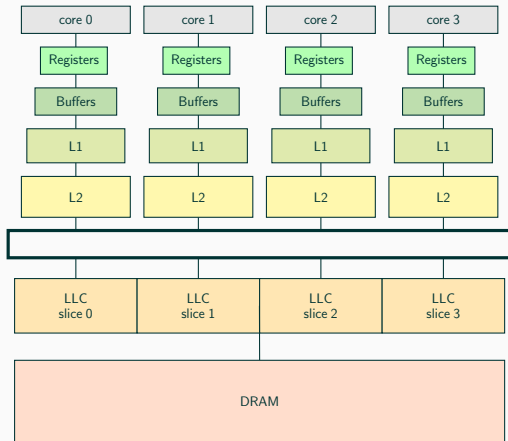 core 0
core 1
core 2
core 3
Registers
Registers
Registers
Registers
Buffers
Buffers
Buffers
Buffers
L1
L1
L1
L1
L2
L2
L2
L2
LLC
slice 0
LLC
slice 1
LLC
slice 2
LLC
slice 3
DRAM